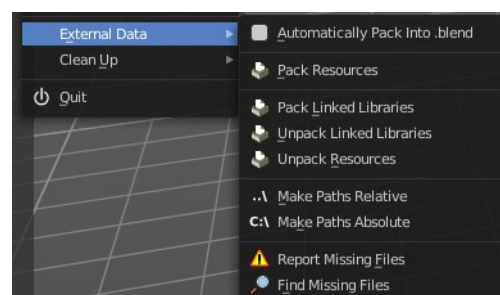 External Data
Clean Up
Quit
Automatically Pack Into .blend
Pack Resources
Pack Linked Libraries
Unpack Linked Libraries
Unpack Resources
..\ Make Paths Relative
C:\ Make Paths Absolute
Report Missing Files
Find Missing Files